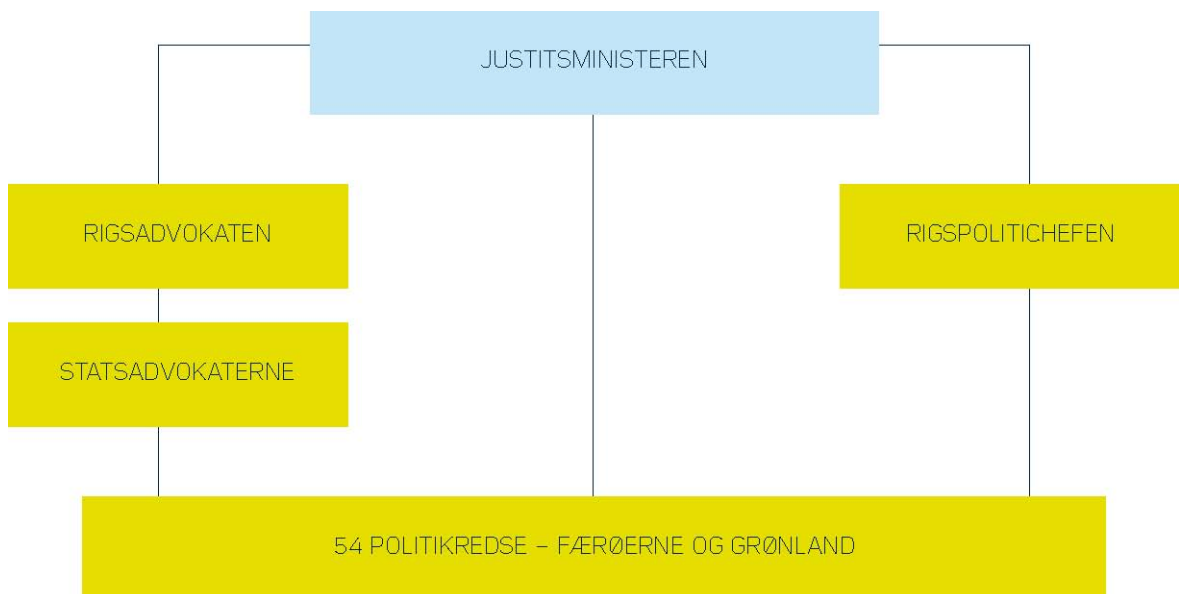 JUSTITSMINISTEREN
RIGSADVOKATEN
RIGSPOLITICHEFEN
STATSADVOKATERNE
54 POLITIKREDSE – FÆRØERNE OG GRØNLAND